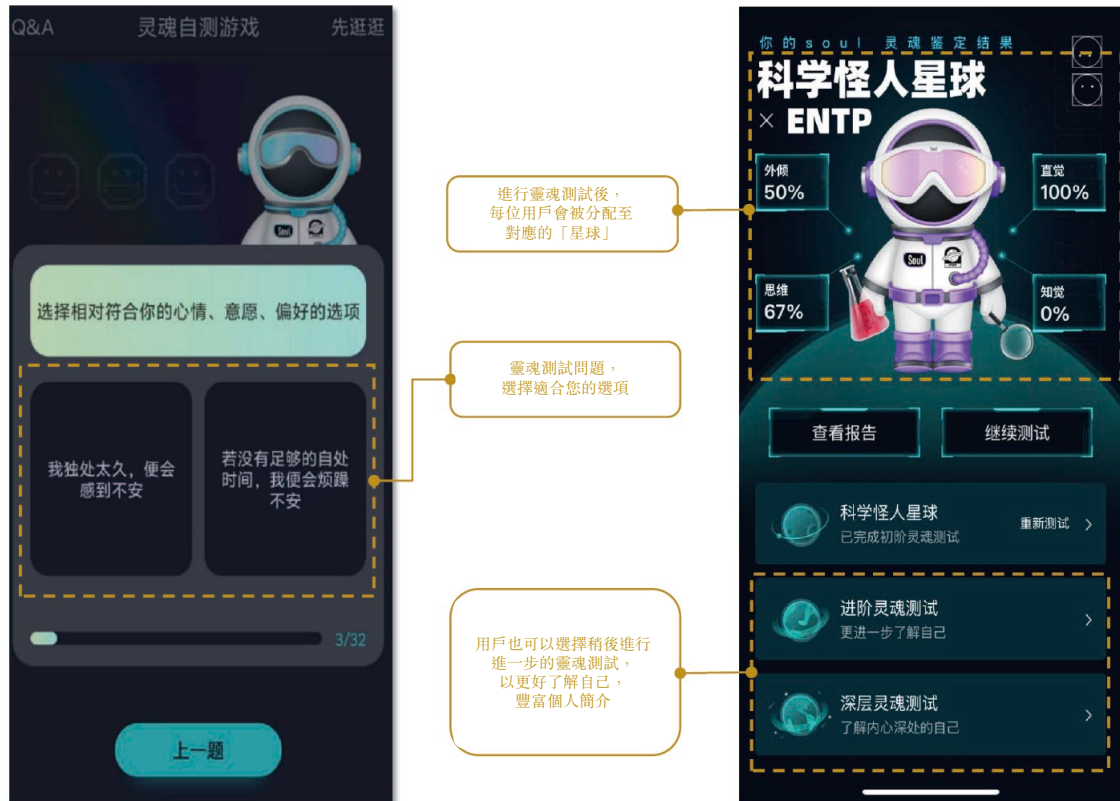 Q&A 灵魂自测游戏 先逛逛
Soul
选择相对符合你的心情、意愿、偏好的选项
我独处太久，便会
感到不安
若没有足够的自处
时间，我便会烦躁
不安
3/32
上一题
進行靈魂測試後，
每位用戶會被分配至
對應的「星球」
靈魂測試問題，
選擇適合您的選項
用戶也可以選擇稍後進行
進一步的靈魂測試，
以更好了解自己，
豐富個人簡介
你的soul 灵魂鉴定结果
科学怪人星球
× ENTP
外倾
50%
直觉
100%
Soul
思维
67%
知觉
0%
查看报告
继续测试
科学怪人星球
已完成初阶灵魂测试
重新测试
进阶灵魂测试
更进一步了解自己
深层灵魂测试
了解内心深处的自己